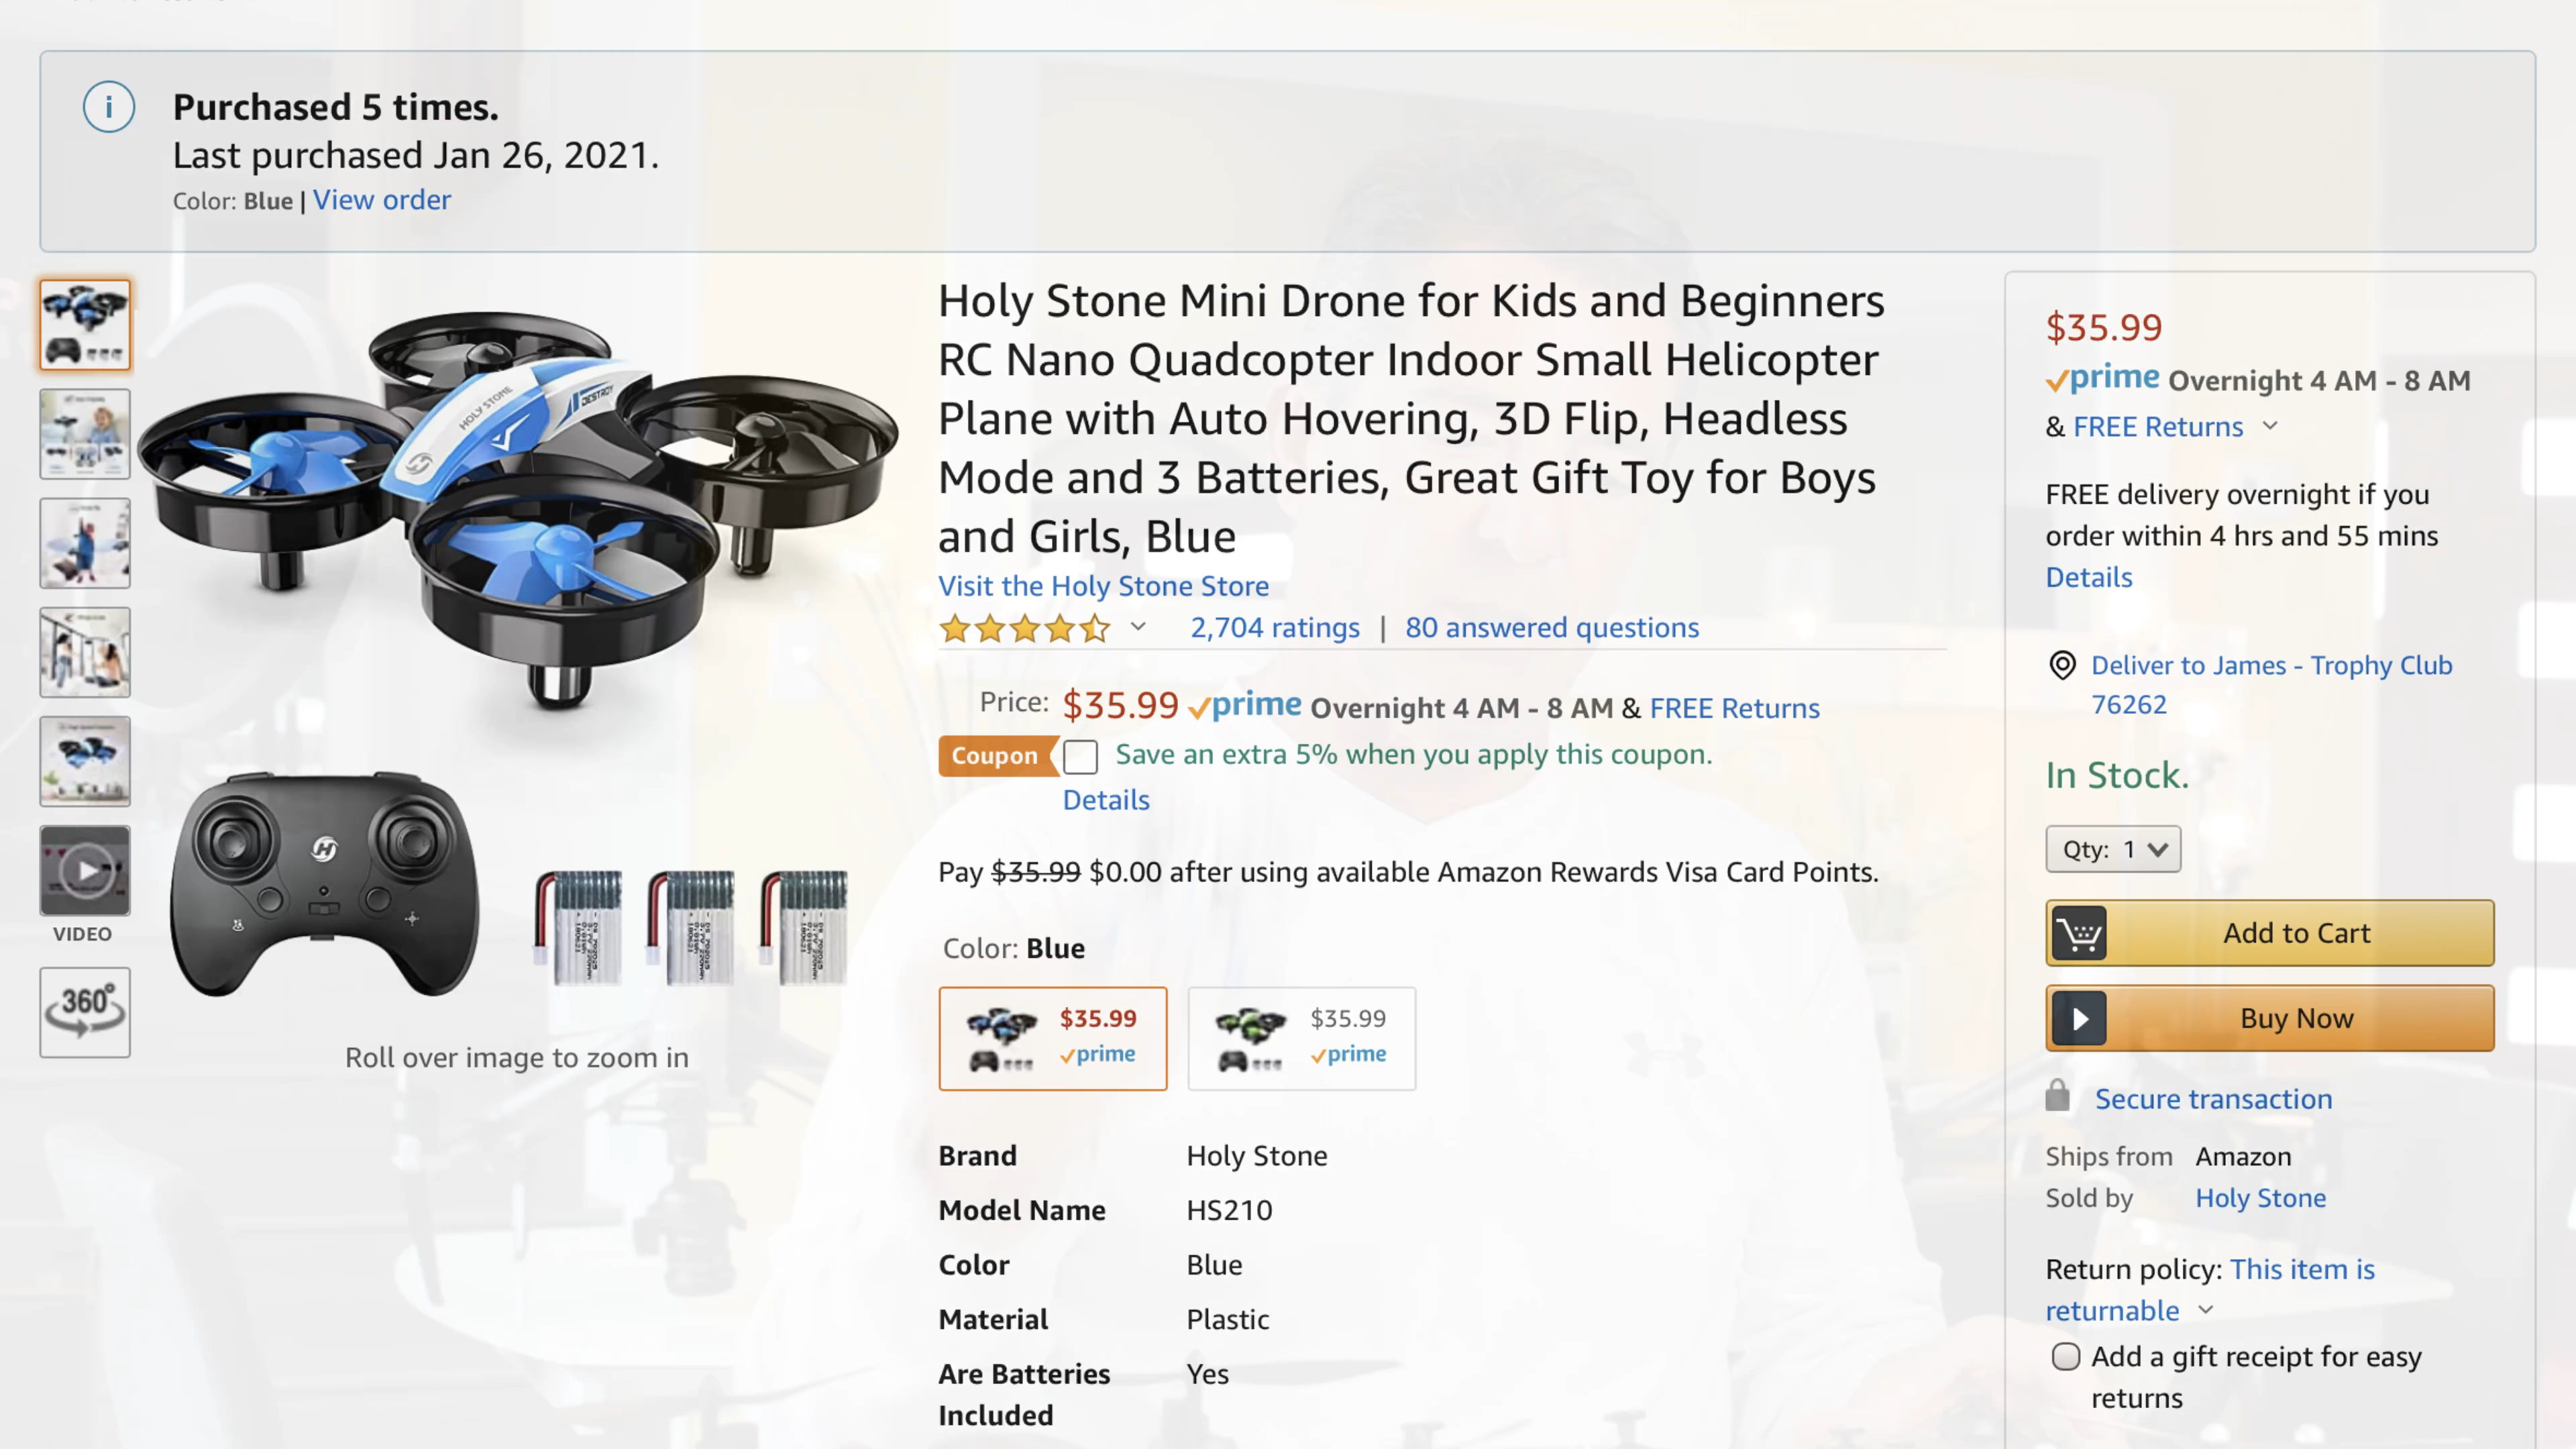 Purchased 5 times.
Last purchased Jan 26, 2021.
Color: Blue | View order
HOLY STONE
DESTROY
VIDEO
360°
Roll over image to zoom in
Holy Stone Mini Drone for Kids and Beginners
RC Nano Quadcopter Indoor Small Helicopter
Plane with Auto Hovering, 3D Flip, Headless
Mode and 3 Batteries, Great Gift Toy for Boys
and Girls, Blue
Visit the Holy Stone Store
2,704 ratings | 80 answered questions
Price: $35.99 prime Overnight 4 AM - 8 AM & FREE Returns
Coupon Save an extra 5% when you apply this coupon.
Details
Pay $35.99 $0.00 after using available Amazon Rewards Visa Card Points.
Color: Blue
$35.99
prime
$35.99
prime
Brand Holy Stone
Model Name HS210
Color Blue
Material Plastic
Are Batteries Yes
Included
$35.99
prime Overnight 4 AM - 8 AM
& FREE Returns
FREE delivery overnight if you
order within 4 hrs and 55 mins
Details
Deliver to James - Trophy Club
76262
In Stock.
Qty: 1
Add to Cart
Buy Now
Secure transaction
Ships from Amazon
Sold by Holy Stone
Return policy: This item is
returnable
Add a gift receipt for easy
returns